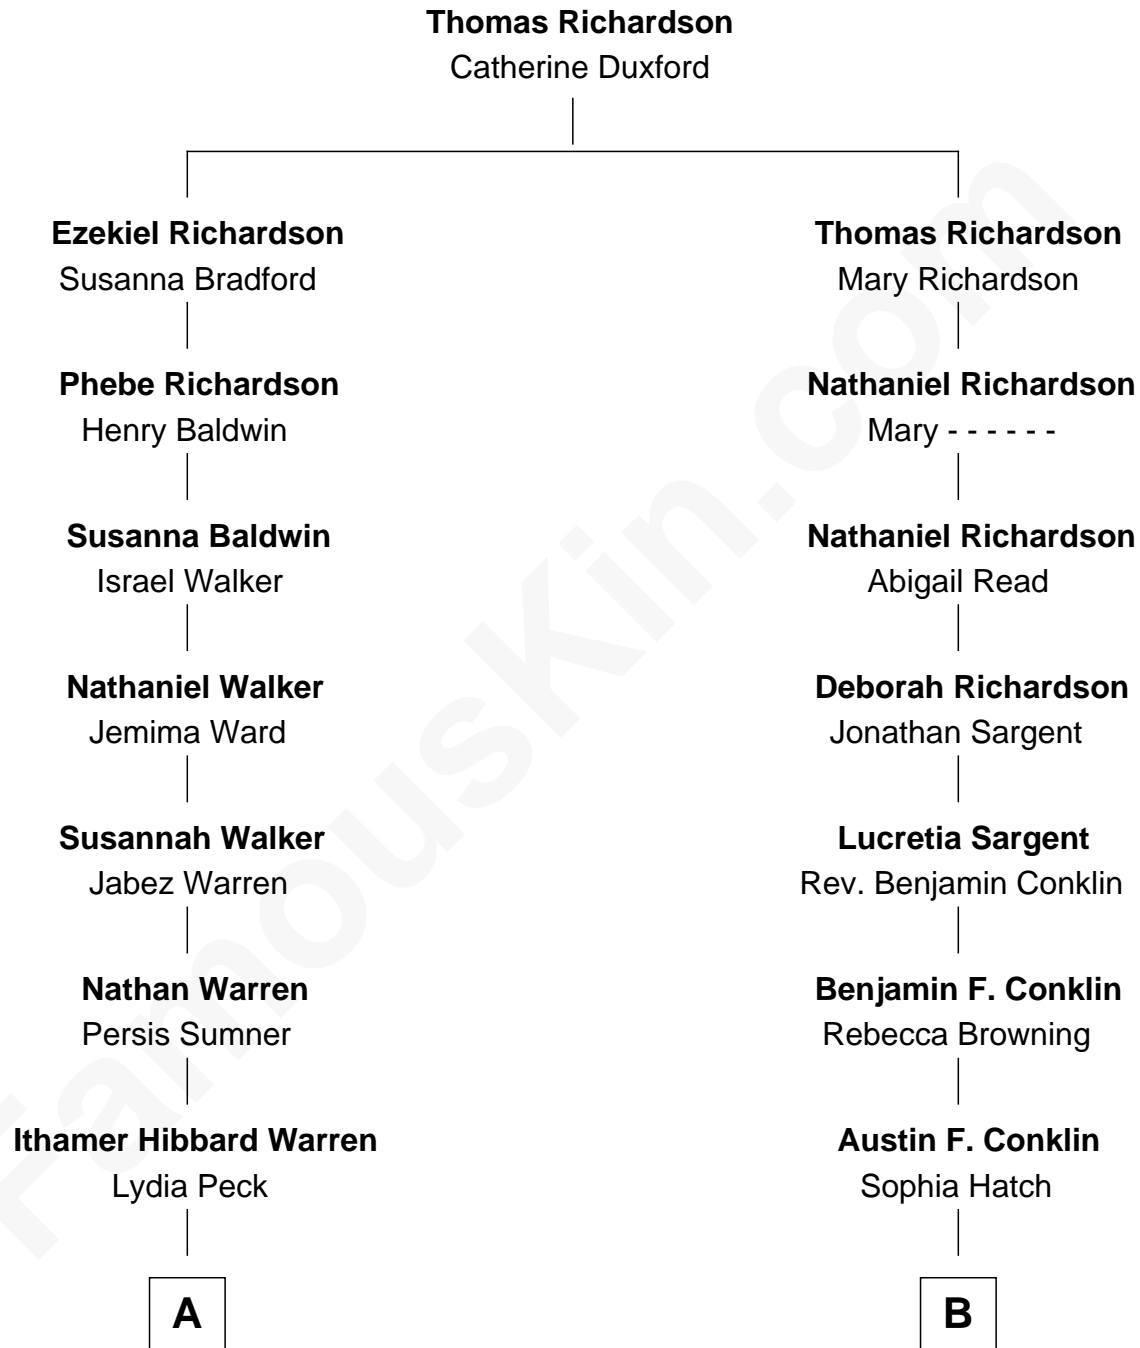 Thomas Richardson
Catherine Duxford
Ezekiel Richardson
Susanna Bradford
Thomas Richardson
Mary Richardson
Phebe Richardson
Henry Baldwin
Nathaniel Richardson
Mary - - - - - -
Susanna Baldwin
Israel Walker
Nathaniel Richardson
Abigail Read
Nathaniel Walker
Jemima Ward
Deborah Richardson
Jonathan Sargent
Susannah Walker
Jabez Warren
Lucretia Sargent
Rev. Benjamin Conklin
Nathan Warren
Persis Sumner
Benjamin F. Conklin
Rebecca Browning
Ithamer Hibbard Warren
Lydia Peck
Austin F. Conklin
Sophia Hatch
A
B
FamousKin.com